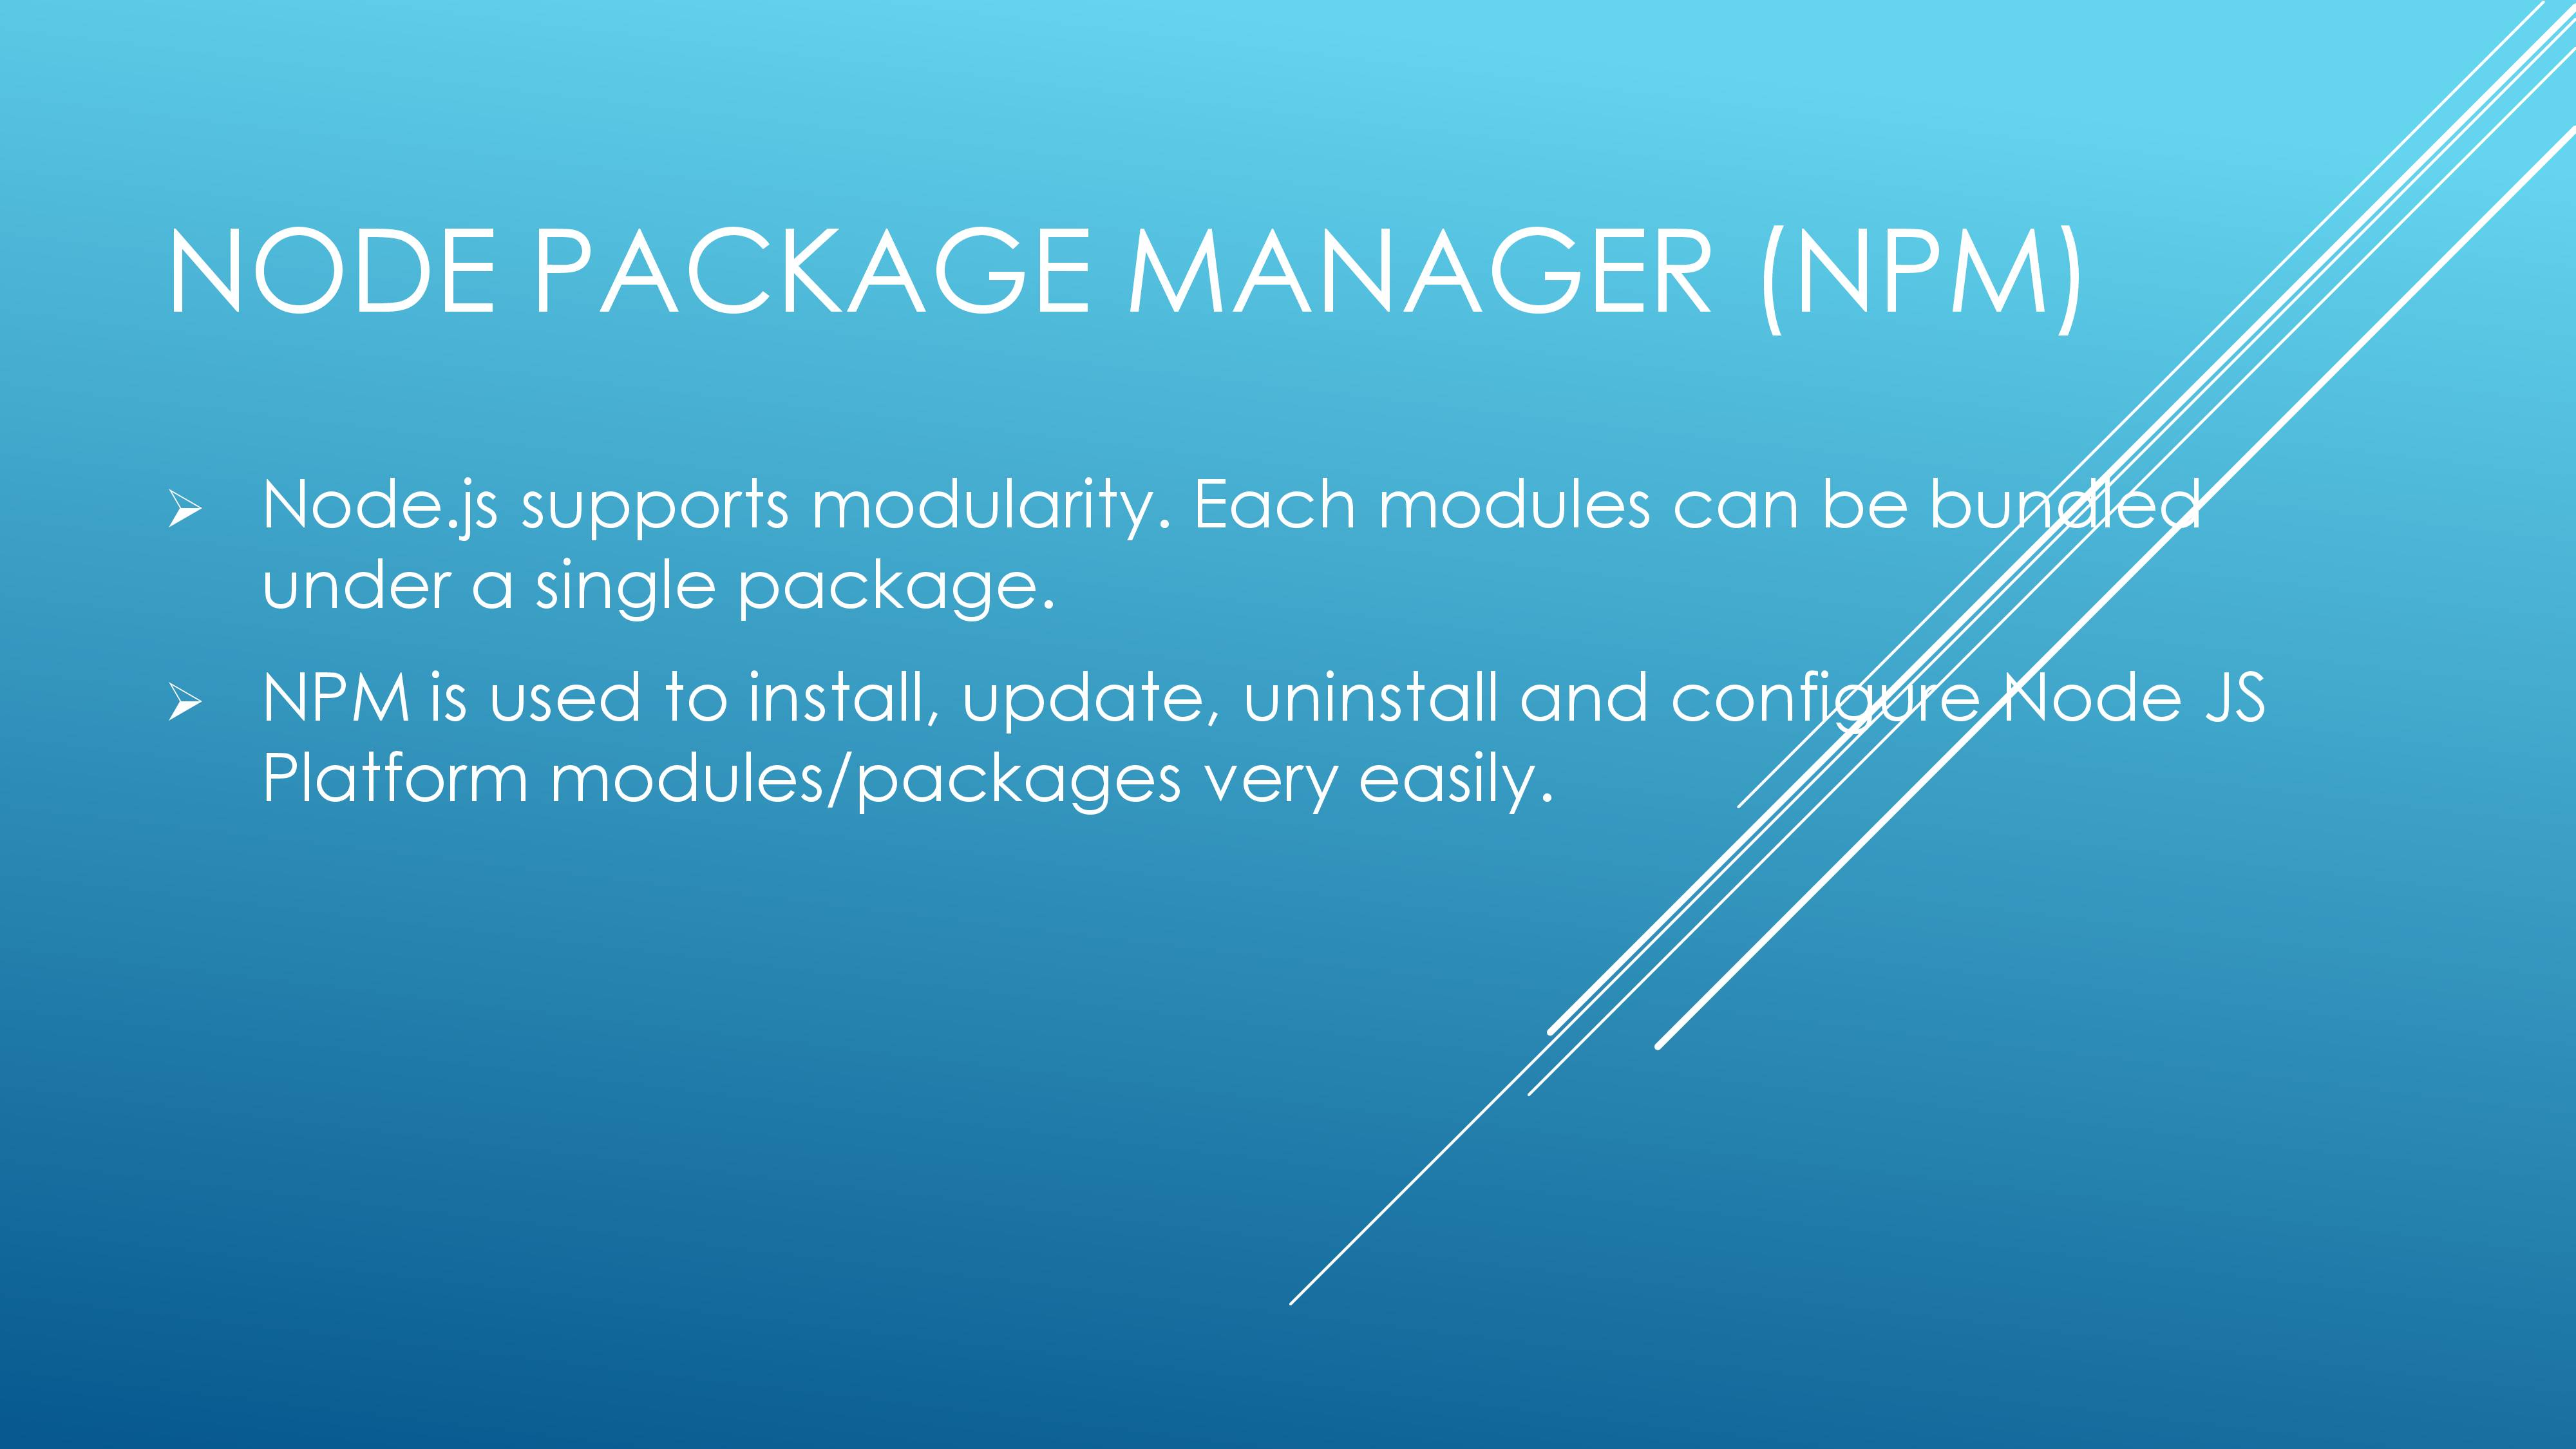 NODE PACKAGE MANAGER (NPM)
Node.js supports modularity. Each modules can be bundled
under a single package.
NPM is used to install, update, uninstall and configure Node JS
Platform modules/packages very easily.